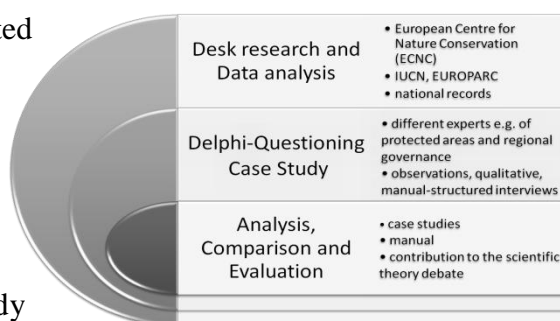 ted
Desk research and
Data analysis
• European Centre for
Nature Conservation
(ECNC)
• IUCN, EUROPARC
• national records
Delphi-Questioning
Case Study
• different experts e.g. of
protected areas and regional
governance
• observations, qualitative,
manual-structured interviews
Analysis,
Comparison and
Evaluation
• case studies
• manual
• contribution to the scientific
theory debate
dy